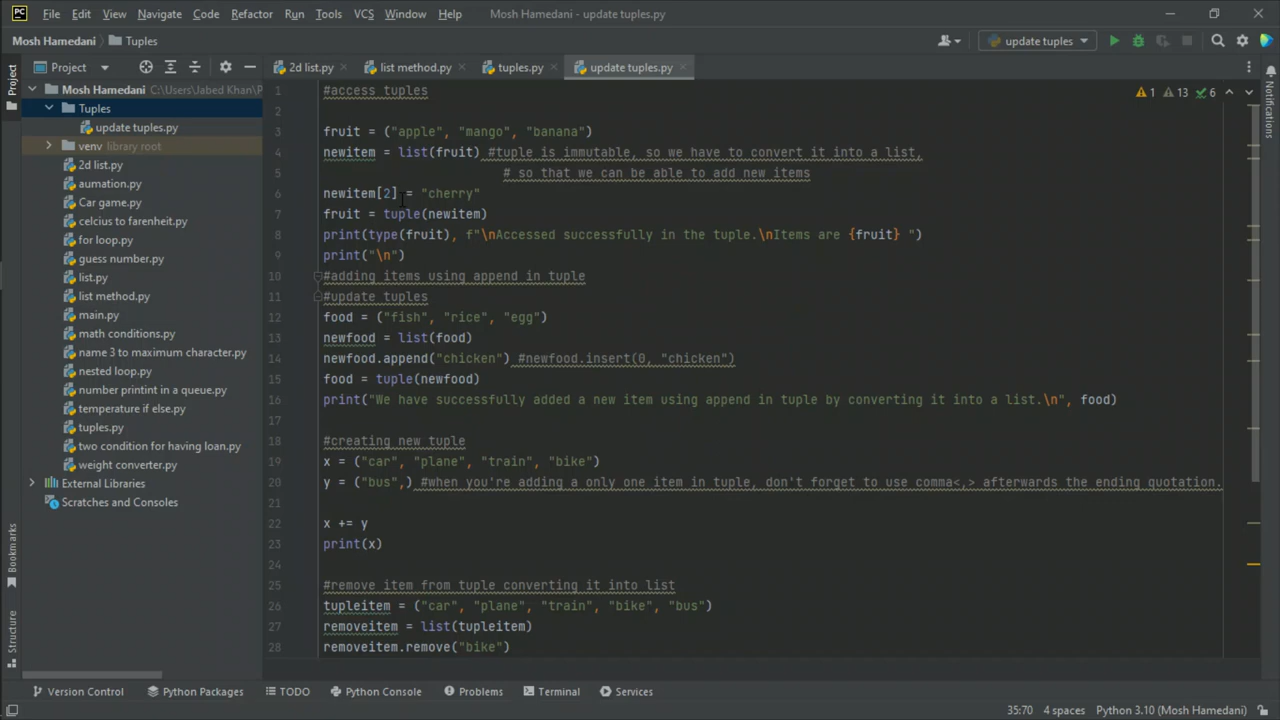 File Edit View Navigate Code Refactor Run Tools VCS Window Help Mosh Hamedani - update tuples.py
Mosh Hamedani Tuples update tuples.py
Project 2d list.py list method.py tuples.py update tuples.py
Project
Structure
Bookmarks
Notifications
Mosh Hamedani C:\Users\Jabed Khan\P
Tuples
update tuples.py
venv library root
2d list.py
aumation.py
Car game.py
celcius to farenheit.py
for loop.py
guess number.py
list.py
list method.py
main.py
math conditions.py
name 3 to maximum character.py
nested loop.py
number printint in a queue.py
temperature if else.py
tuples.py
two condition for having loan.py
weight converter.py
External Libraries
Scratches and Consoles
1 13 6
1 #access tuples
2
3 fruit = ("apple", "mango", "banana")
4 newitem = list(fruit) #tuple is immutable, so we have to convert it into a list,
5 # so that we can be able to add new items
6 newitem[2] = "cherry"
7 fruit = tuple(newitem)
8 print(type(fruit), f"\nAccessed successfully in the tuple.\nItems are {fruit} ")
9 print("\n")
10 #adding items using append in tuple
11 #update tuples
12 food = ("fish", "rice", "egg")
13 newfood = list(food)
14 newfood.append("chicken") #newfood.insert(0, "chicken")
15 food = tuple(newfood)
16 print("We have successfully added a new item using append in tuple by converting it into a list.\n", food)
17
18 #creating new tuple
19 x = ("car", "plane", "train", "bike")
20 y = ("bus",) #when you're adding a only one item in tuple, don't forget to use comma<,> afterwards the ending quotation.
21
22 x += y
23 print(x)
24
25 #remove item from tuple converting it into list
26 tupleitem = ("car", "plane", "train", "bike", "bus")
27 removeitem = list(tupleitem)
28 removeitem.remove("bike")
Version Control Python Packages TODO Python Console Problems Terminal Services
35:70 4 spaces Python 3.10 (Mosh Hamedani)